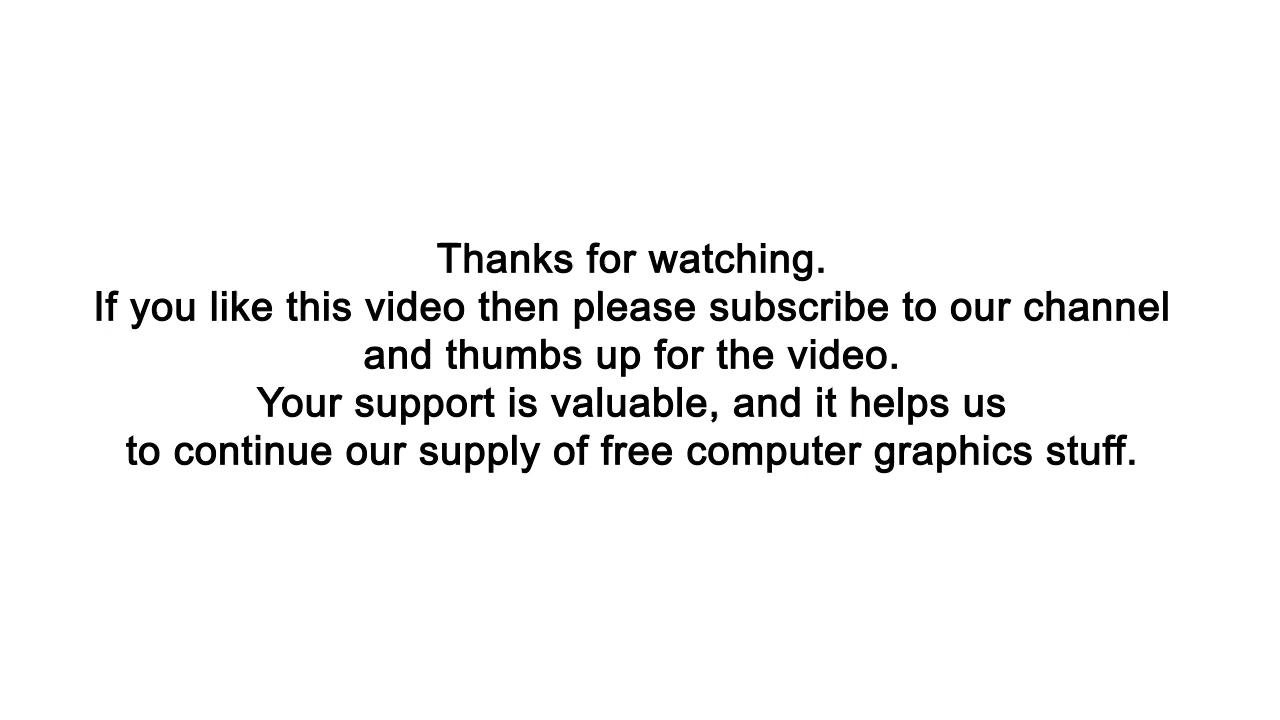 Thanks for watching.
If you like this video then please subscribe to our channel
and thumbs up for the video.
Your support is valuable, and it helps us
to continue our supply of free computer graphics stuff.